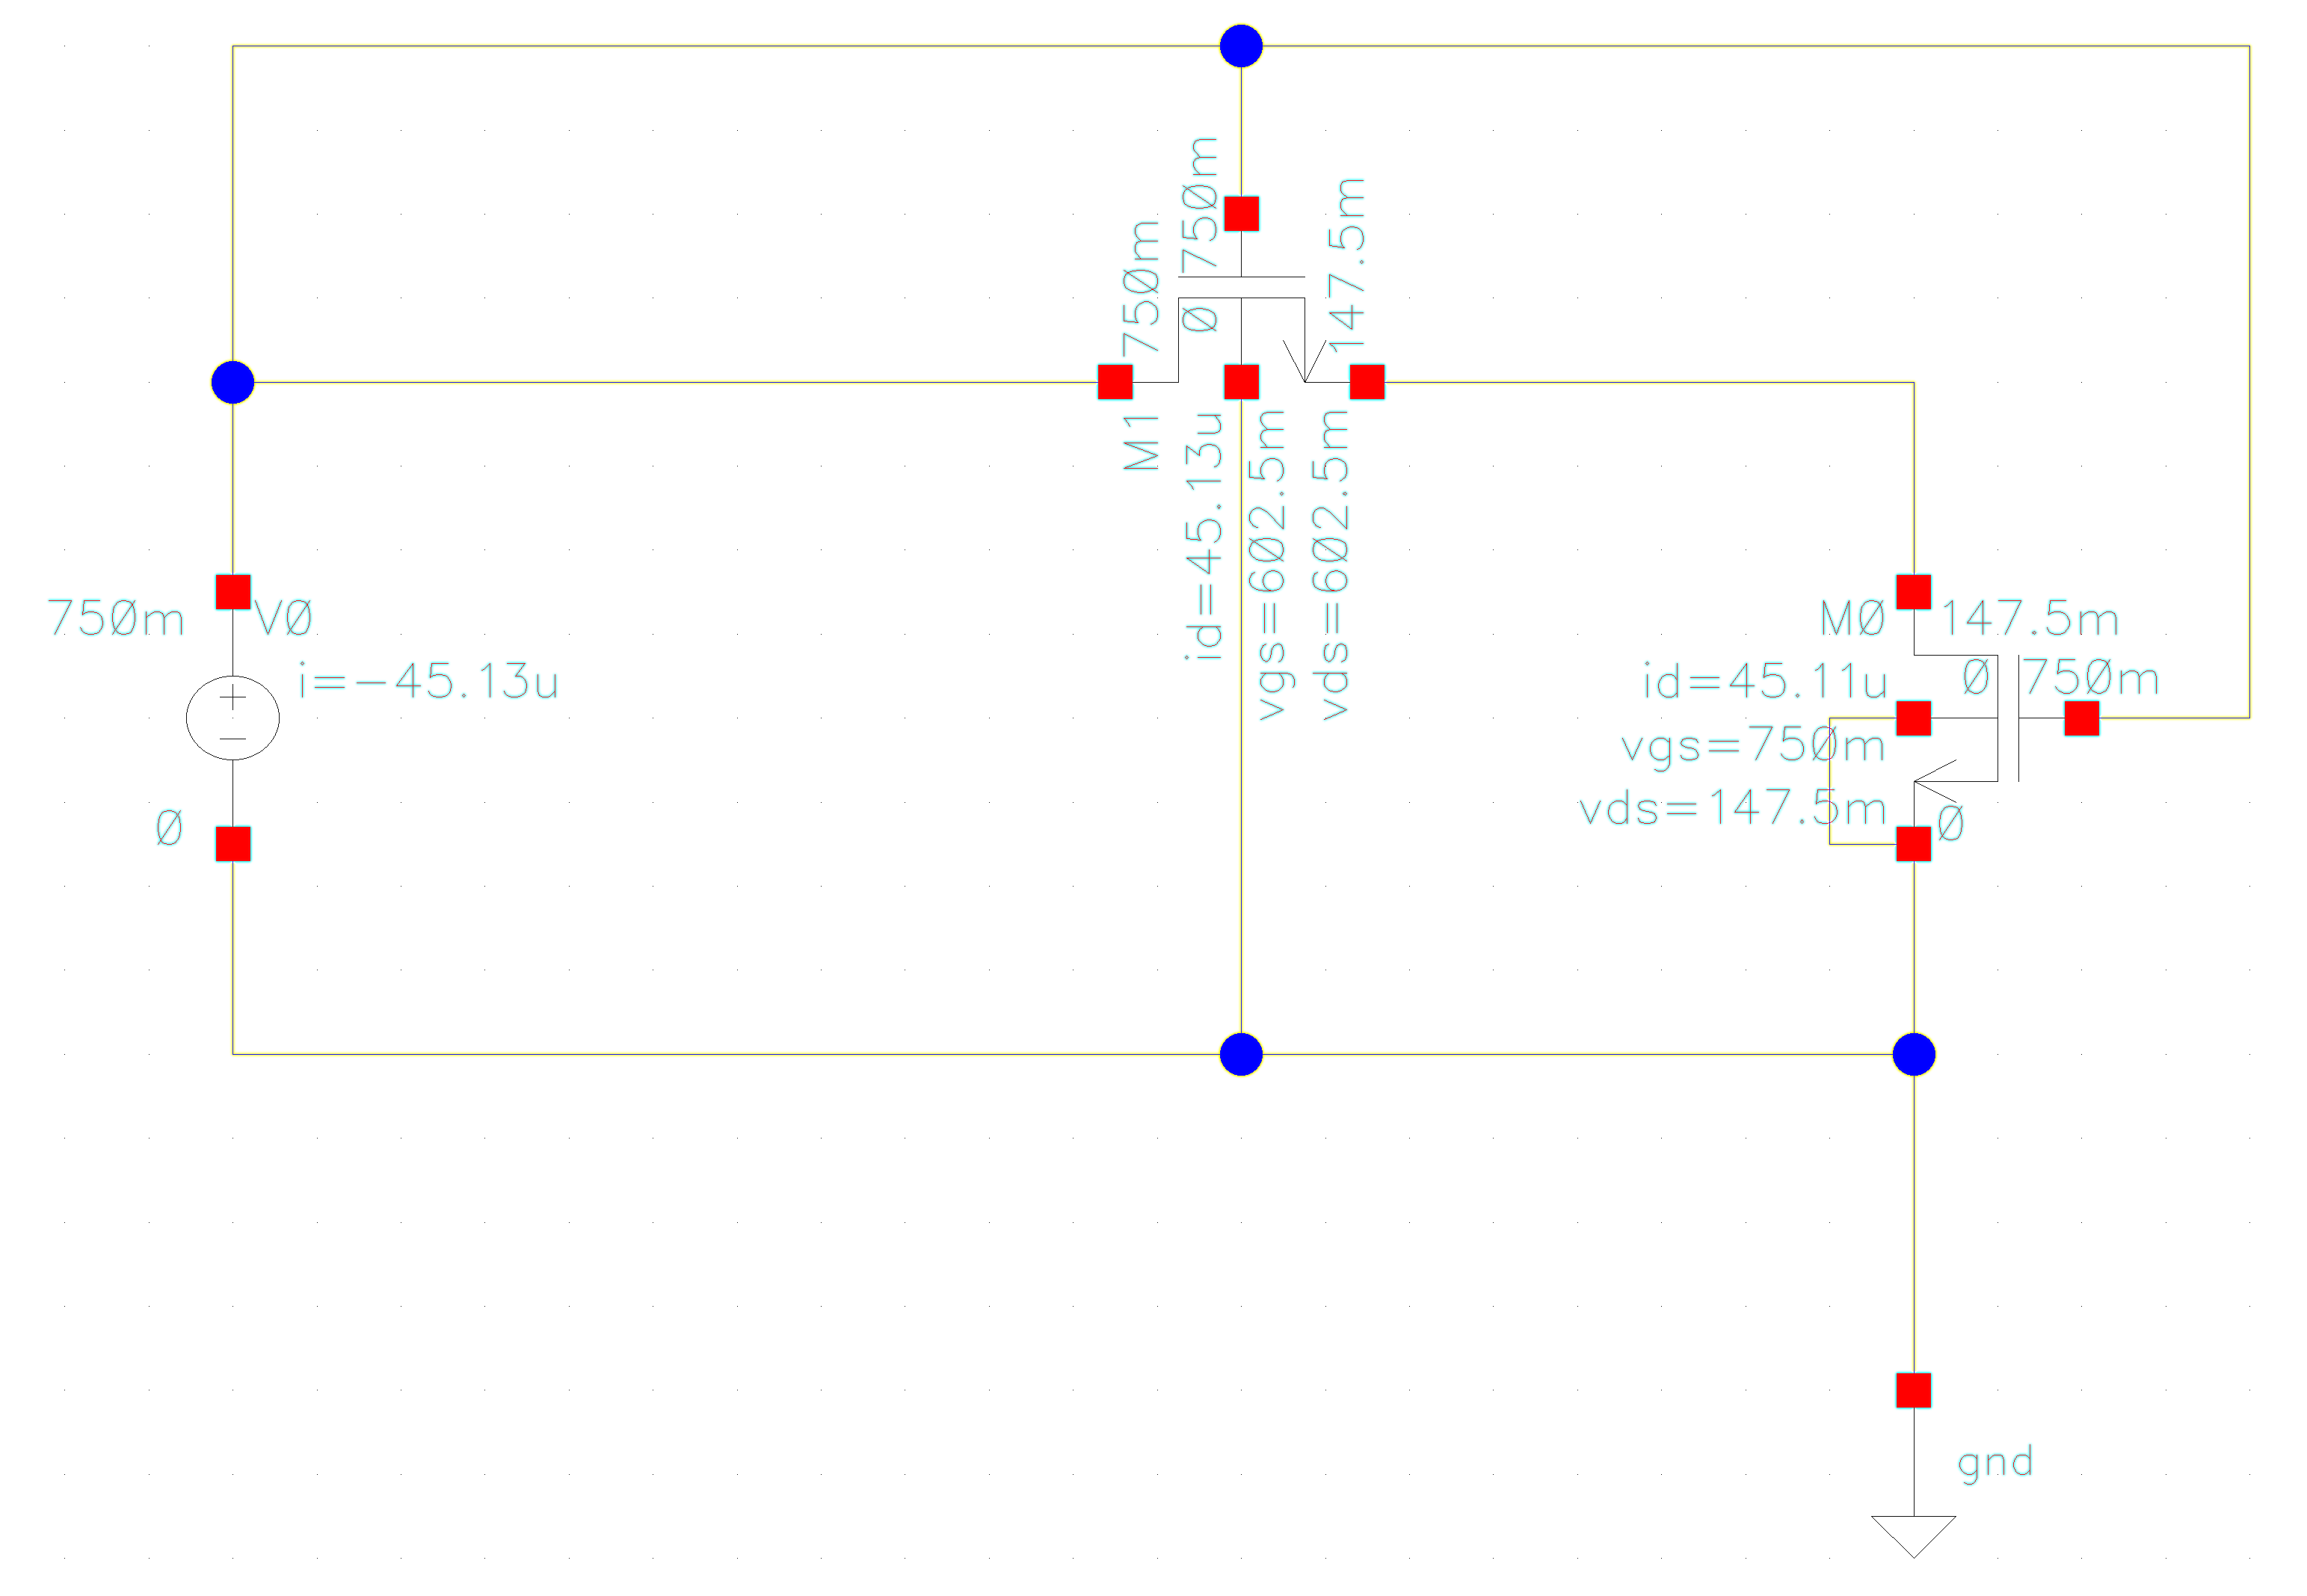 750m
0 750m
147.5m
M1
id=45.13u
vgs=602.5m
vds=602.5m
750m
V0
i=-45.13u
0
M0
147.5m
id=45.11u
0 750m
vgs=750m
vds=147.5m
0
gnd